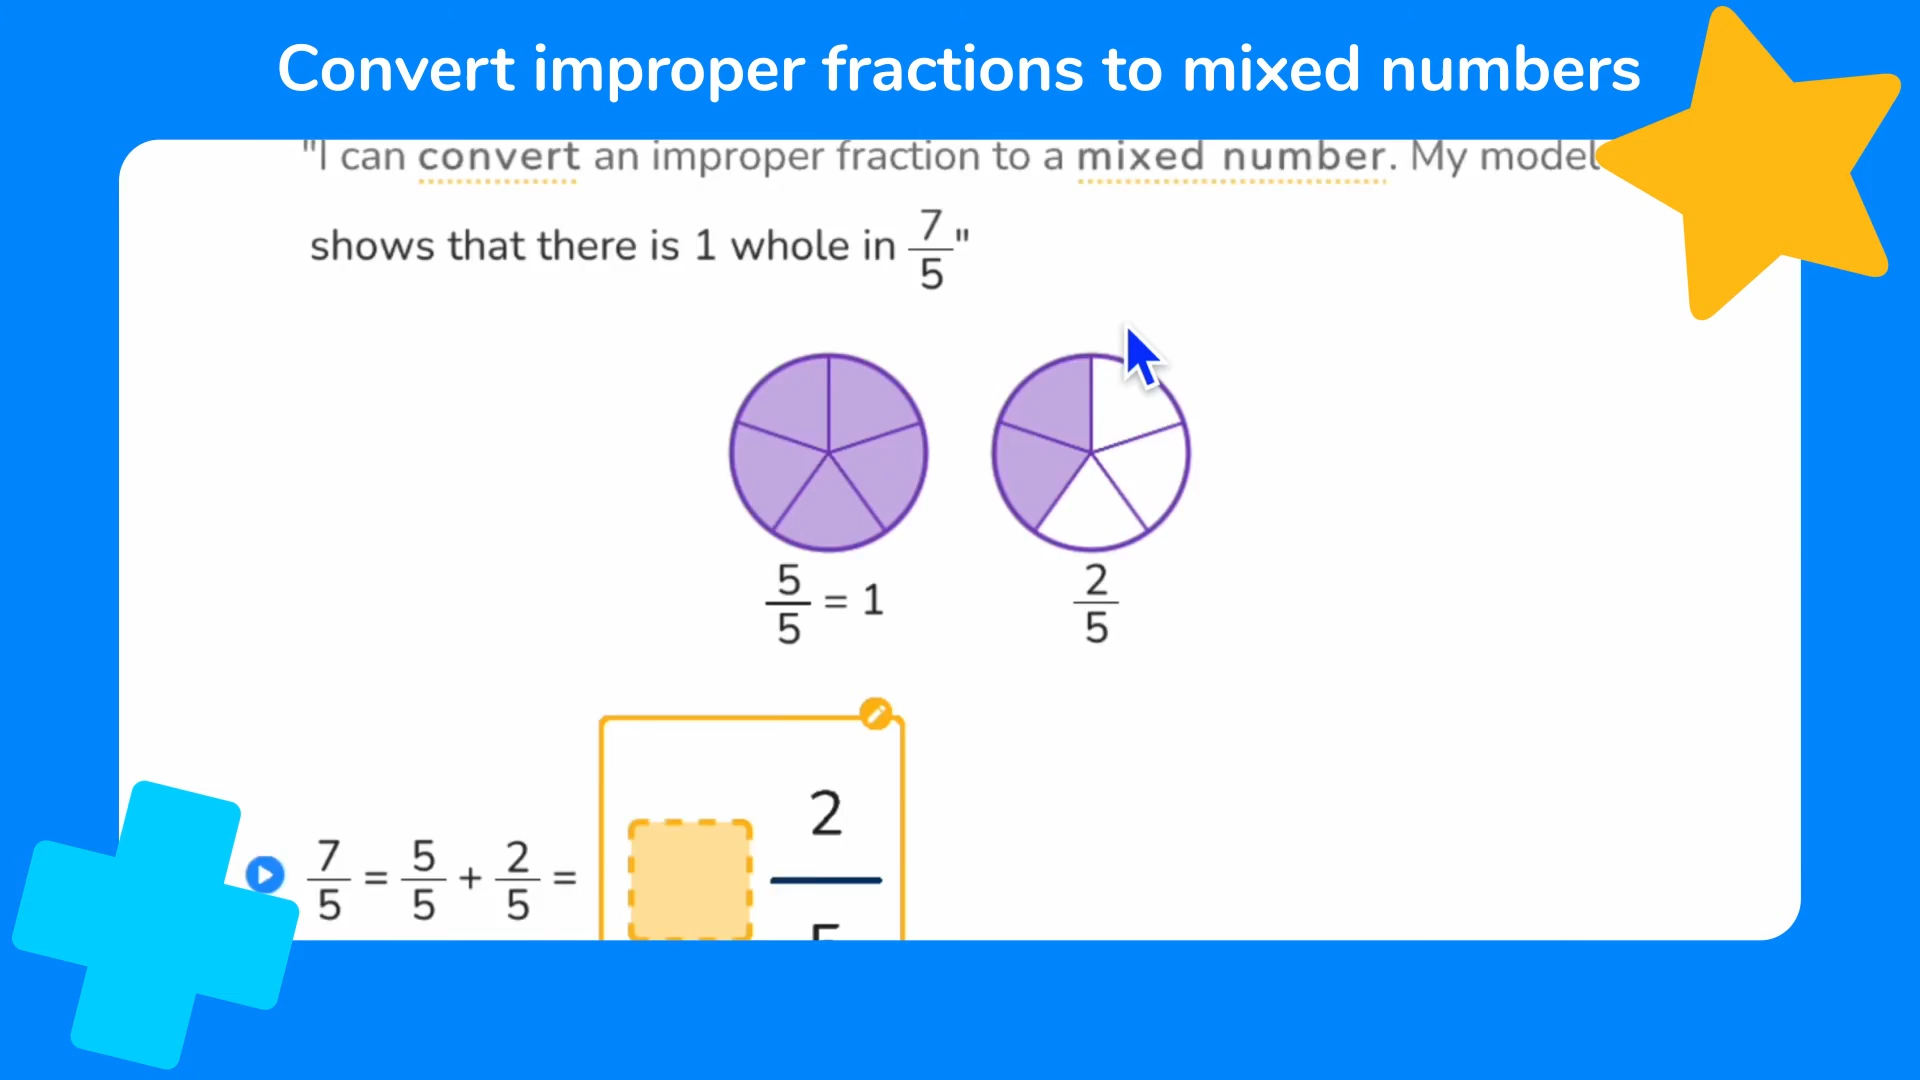 Convert improper fractions to mixed numbers
"I can convert an improper fraction to a mixed number. My model
shows that there is 1 whole in 7/5"
5/5 = 1
2/5
7/5 = 5/5 + 2/5 = 2/5